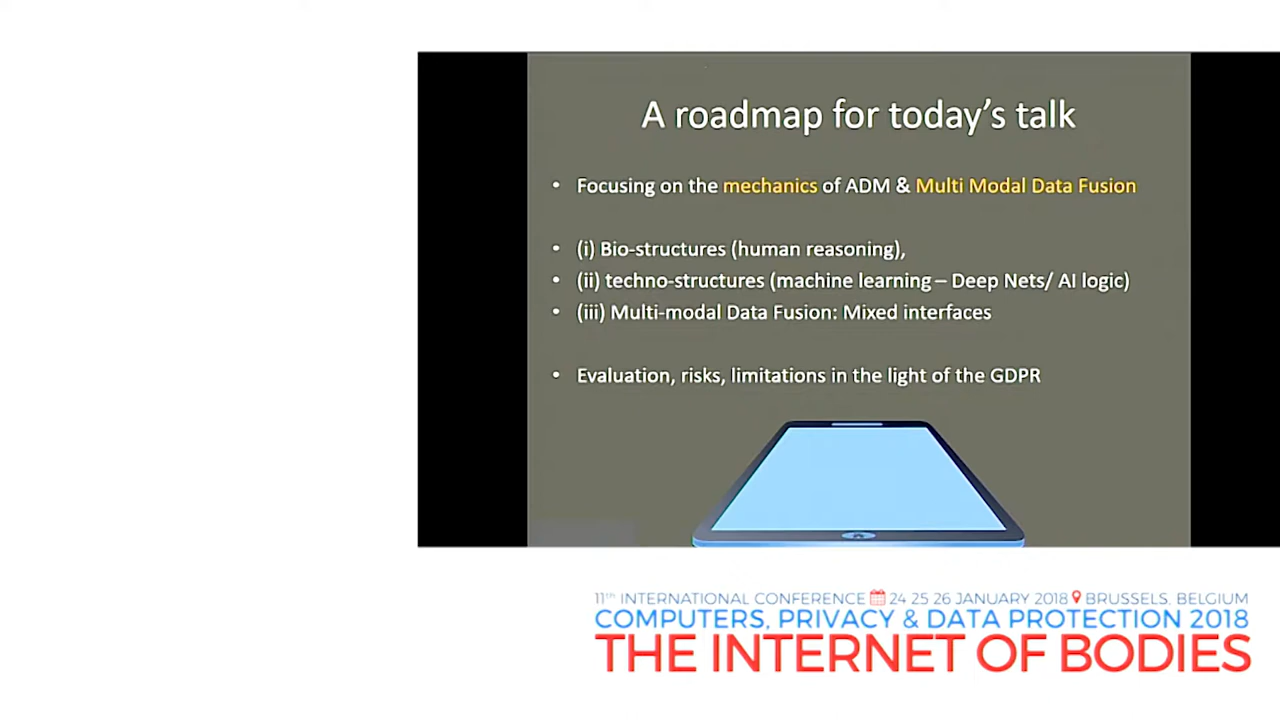 A roadmap for today's talk
• Focusing on the mechanics of ADM & Multi Modal Data Fusion
• (i) Bio-structures (human reasoning),
• (ii) techno-structures (machine learning – Deep Nets/ AI logic)
• (iii) Multi-modal Data Fusion: Mixed interfaces
• Evaluation, risks, limitations in the light of the GDPR
11th INTERNATIONAL CONFERENCE 24 25 26 JANUARY 2018 BRUSSELS, BELGIUM
COMPUTERS, PRIVACY & DATA PROTECTION 2018
THE INTERNET OF BODIES